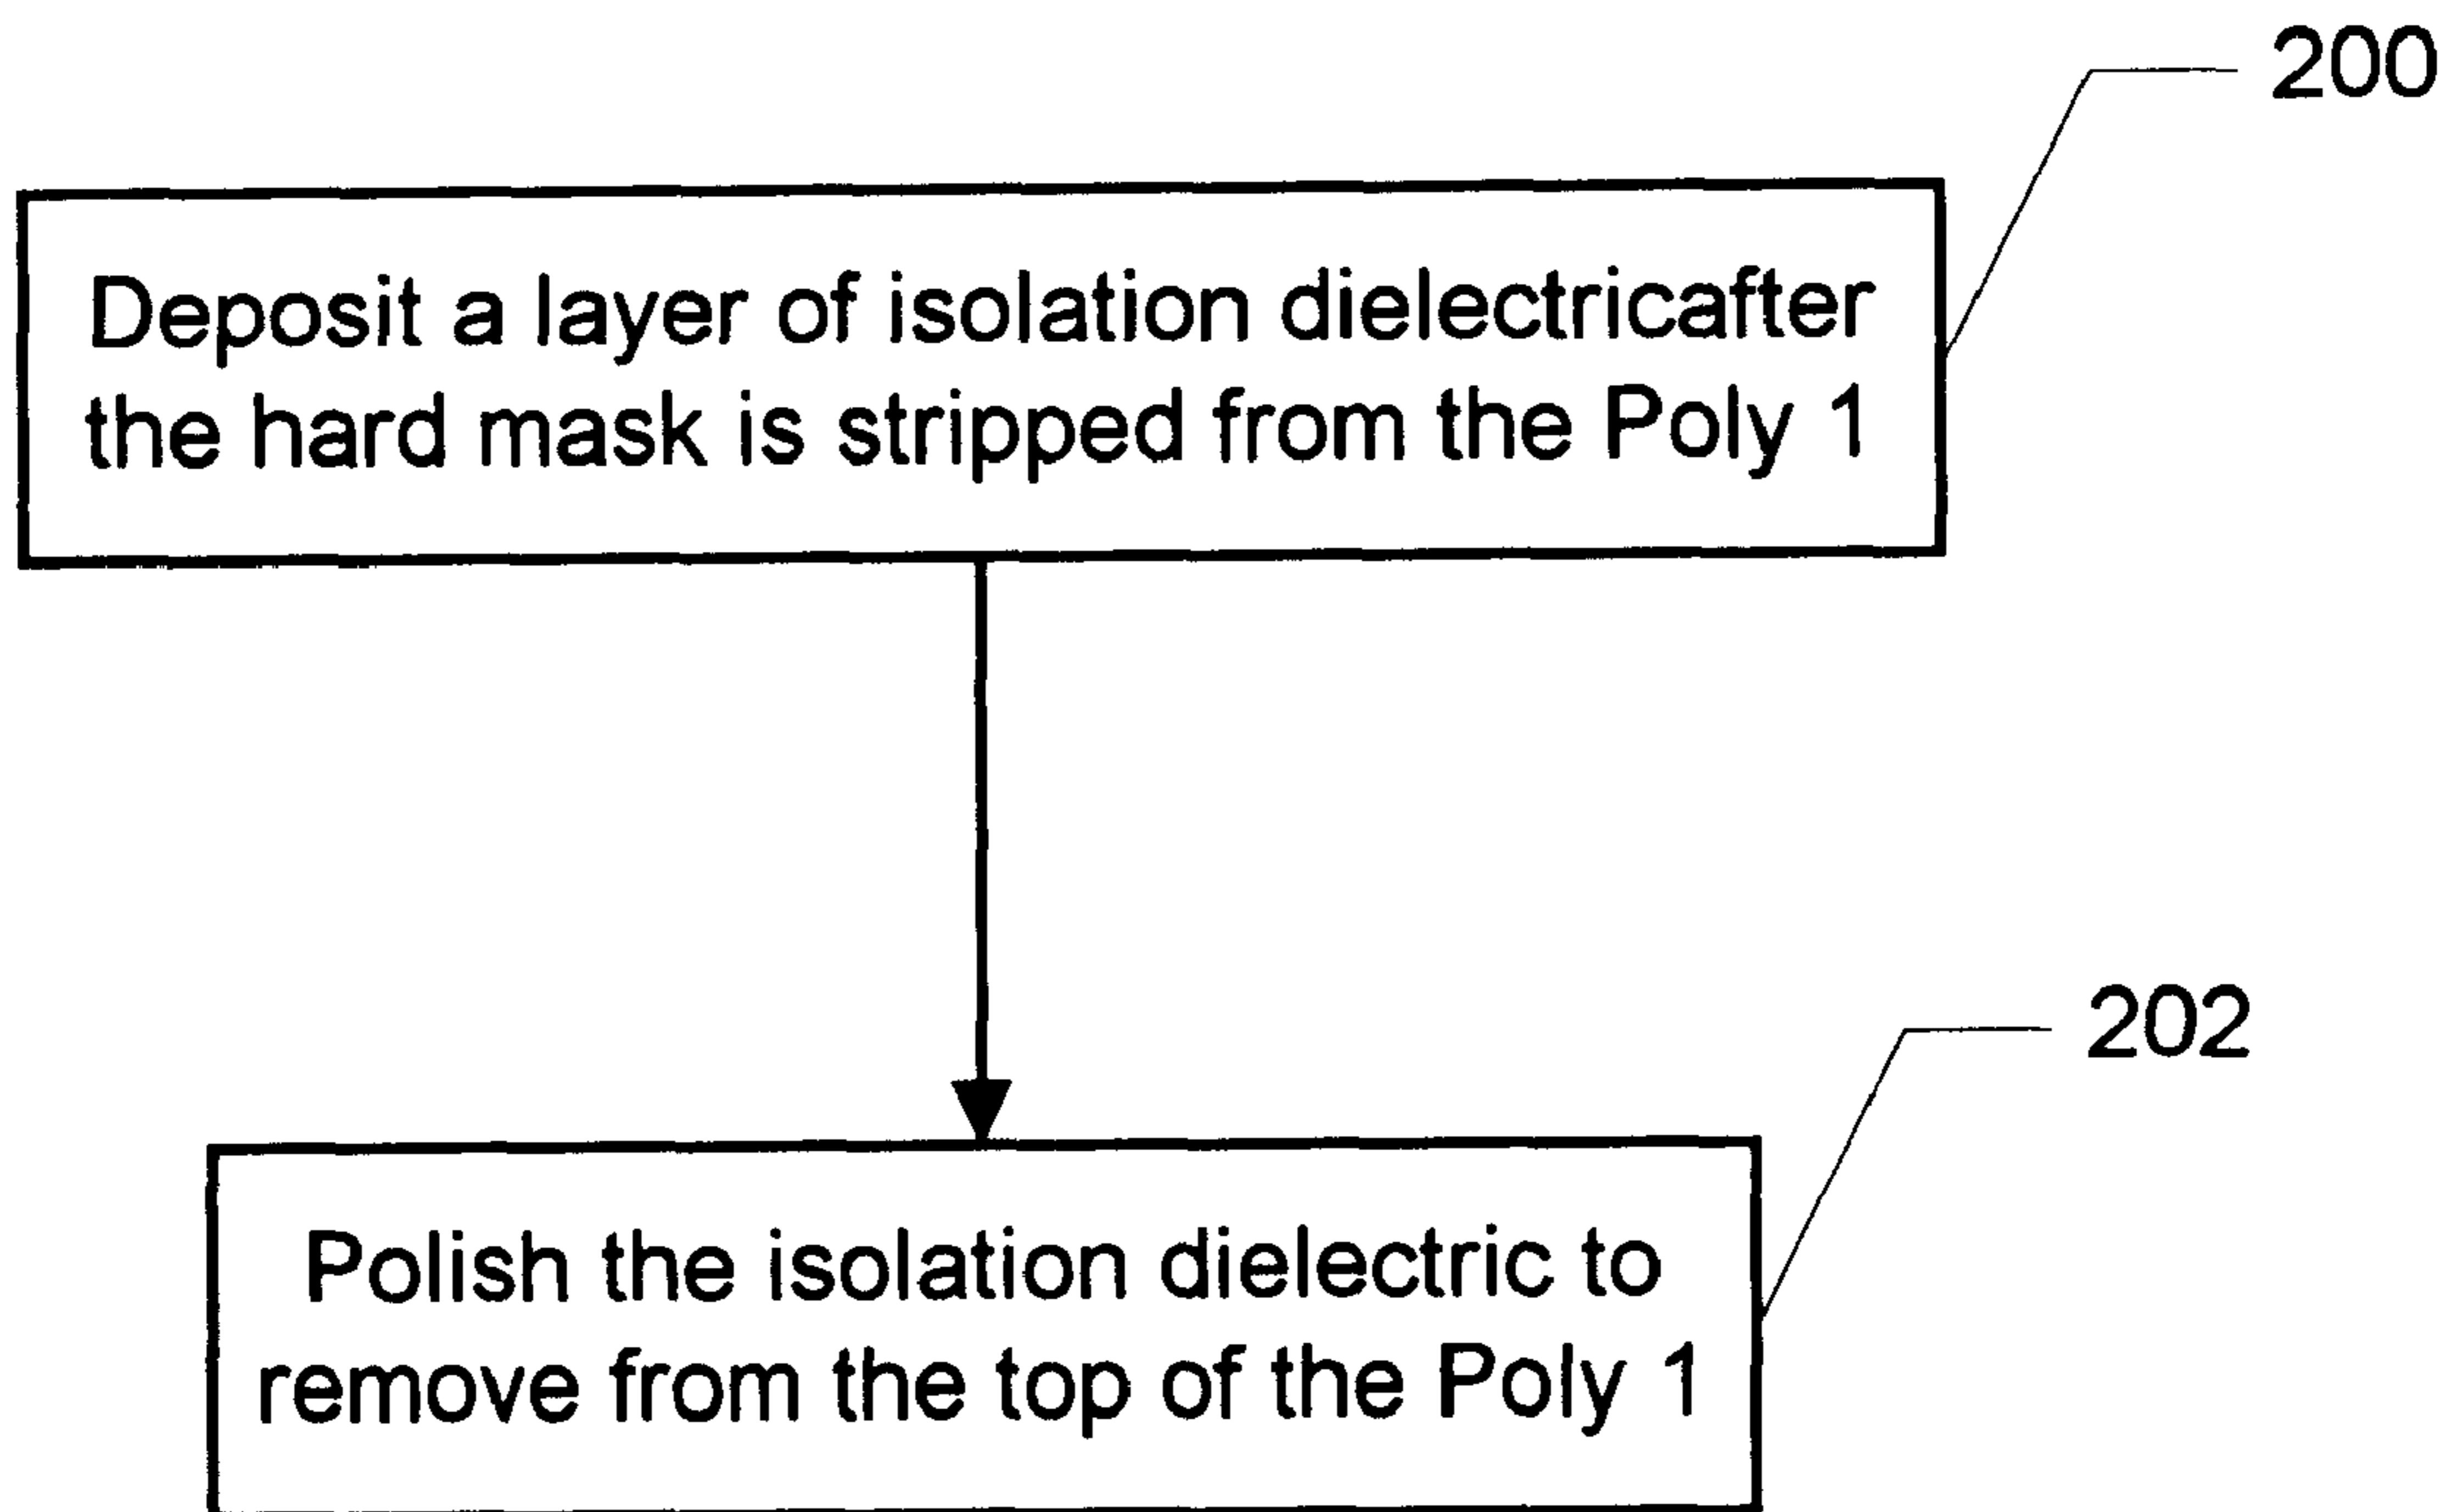 200
Deposit a layer of isolation dielectricafter
the hard mask is stripped from the Poly 1
202
Polish the isolation dielectric to
remove from the top of the Poly 1